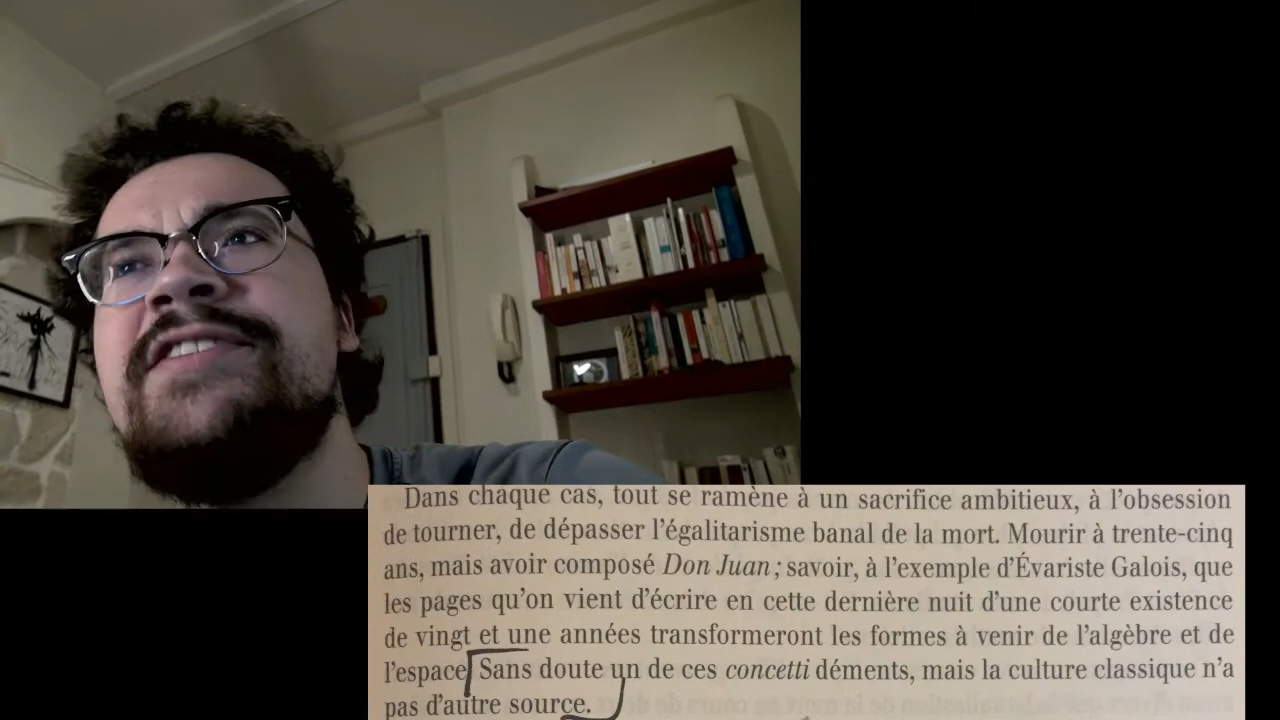 Dans chaque cas, tout se ramène à un sacrifice ambitieux, à l'obsession
de tourner, de dépasser l'égalitarisme banal de la mort. Mourir à trente-cinq
ans, mais avoir composé Don Juan ; savoir, à l'exemple d'Évariste Galois, que
les pages qu'on vient d'écrire en cette dernière nuit d'une courte existence
de vingt et une années transformeront les formes à venir de l'algèbre et de
l'espace. Sans doute un de ces concetti déments, mais la culture classique n'a
pas d'autre source.